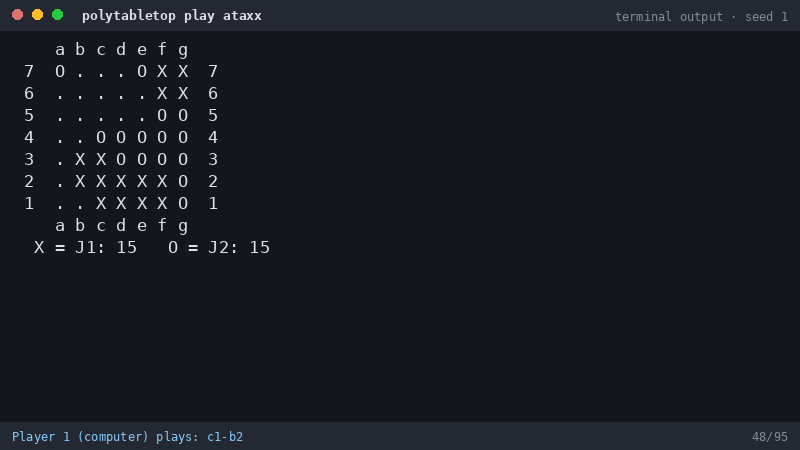 polytabletop play ataxx
terminal output · seed 1
a b c d e f g
7 O . . . O X X 7
6 . . . . . X X 6
5 . . . . . O O 5
4 . . O O O O O 4
3 . X X O O O O 3
2 . X X X X X O 2
1 . . X X X X O 1
a b c d e f g
X = J1: 15 O = J2: 15
Player 1 (computer) plays: c1-b2
48/95